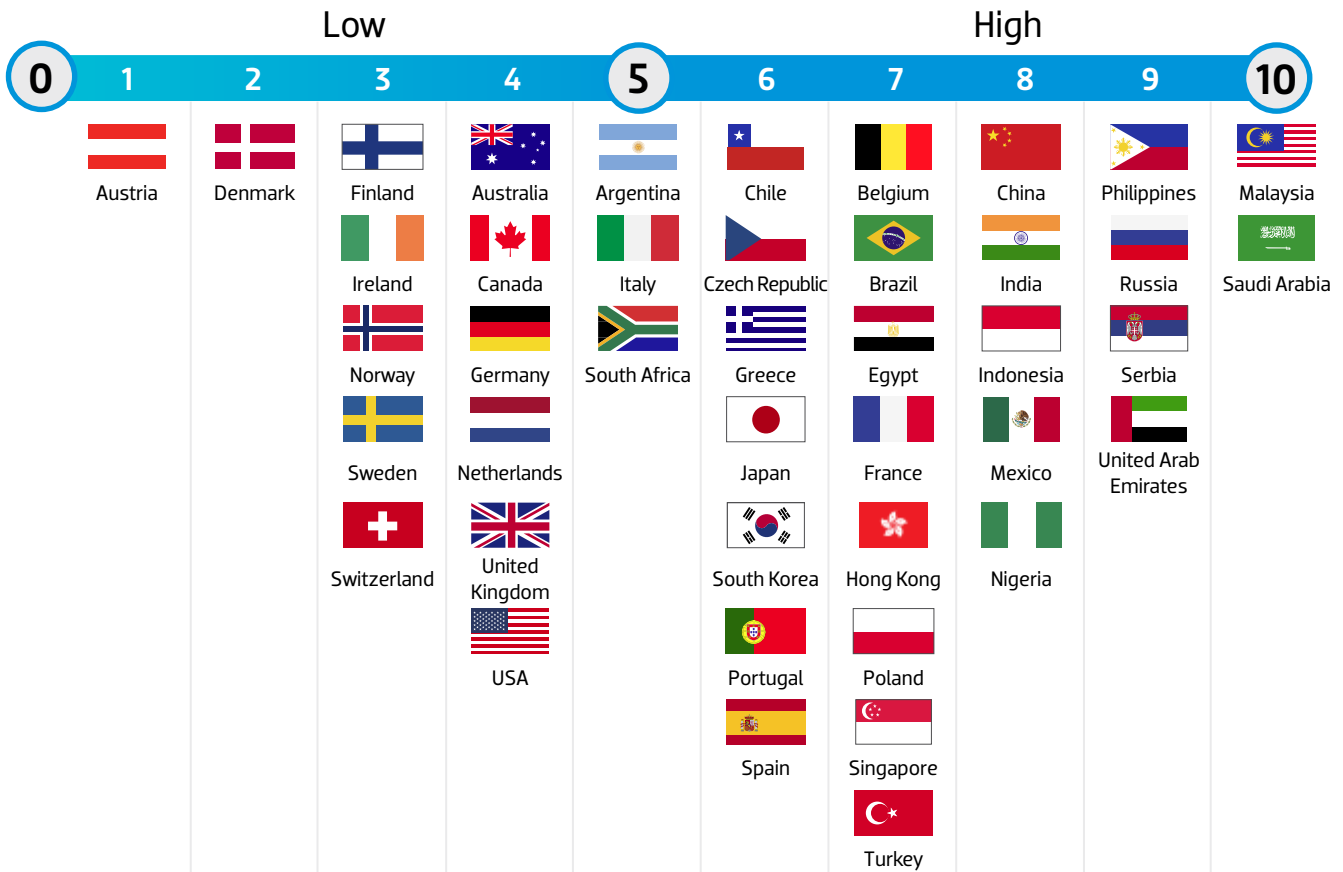 Low
High
0
1
2
3
4
5
6
7
8
9
10
Austria
Denmark
Finland
Australia
Argentina
Chile
Belgium
China
Philippines
Malaysia
Ireland
Canada
Italy
Czech Republic
Brazil
India
Russia
Saudi Arabia
Norway
Germany
South Africa
Greece
Egypt
Indonesia
Serbia
Sweden
Netherlands
Japan
France
Mexico
United Arab
Emirates
Switzerland
United
Kingdom
South Korea
Hong Kong
Nigeria
USA
Portugal
Poland
Spain
Singapore
Turkey